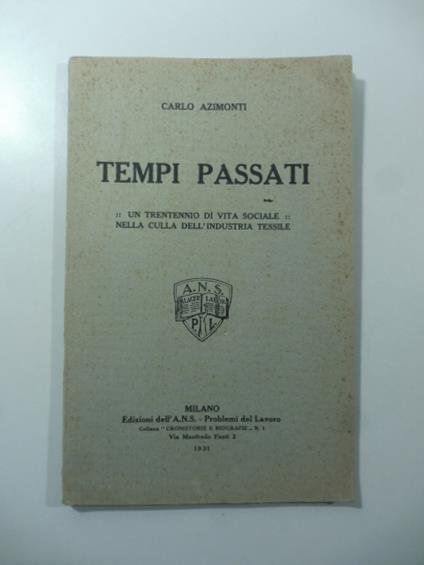 CARLO AZIMONTI
TEMPI PASSATI
:: UN TRENTENNIO DI VITA SOCIALE ::
NELLA CULLA DELL'INDUSTRIA TESSILE
A.N.S.
P. L.
MILANO
Edizioni dell'A.N.S. - Problemi del Lavoro
Collana "CRONISTORIE E BIOGRAFIE„ N. 1
Via Manfredo Fanti 2
1931